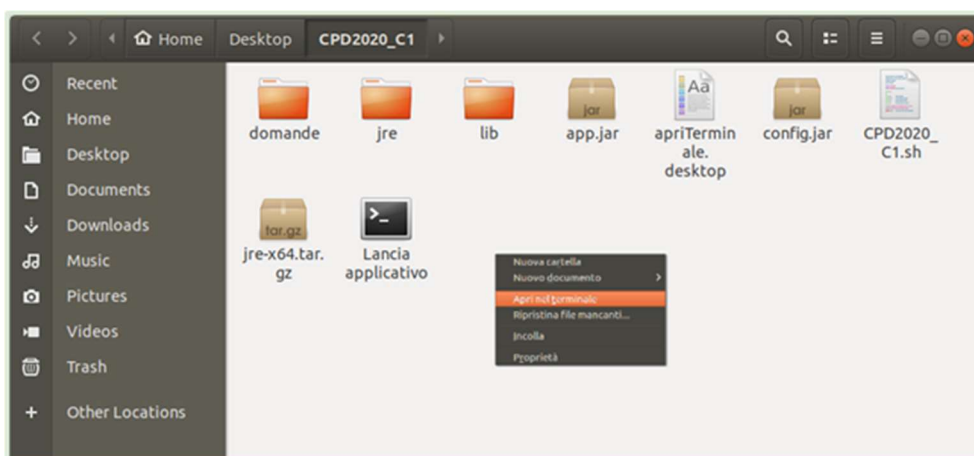 Home Desktop CPD2020_C1
Recent
Home
Desktop
Documents
Downloads
Music
Pictures
Videos
Trash
Other Locations
domande
jre
lib
jar
app.jar
Aa
apriTermin
ale.
desktop
jar
config.jar
CPD2020_
C1.sh
tar.gz
jre-x64.tar.
gz
>_
Lancia
applicativo
Nuova cartella
Nuovo documento
Apri nel terminale
Ripristina file mancanti...
Incolla
Proprietà